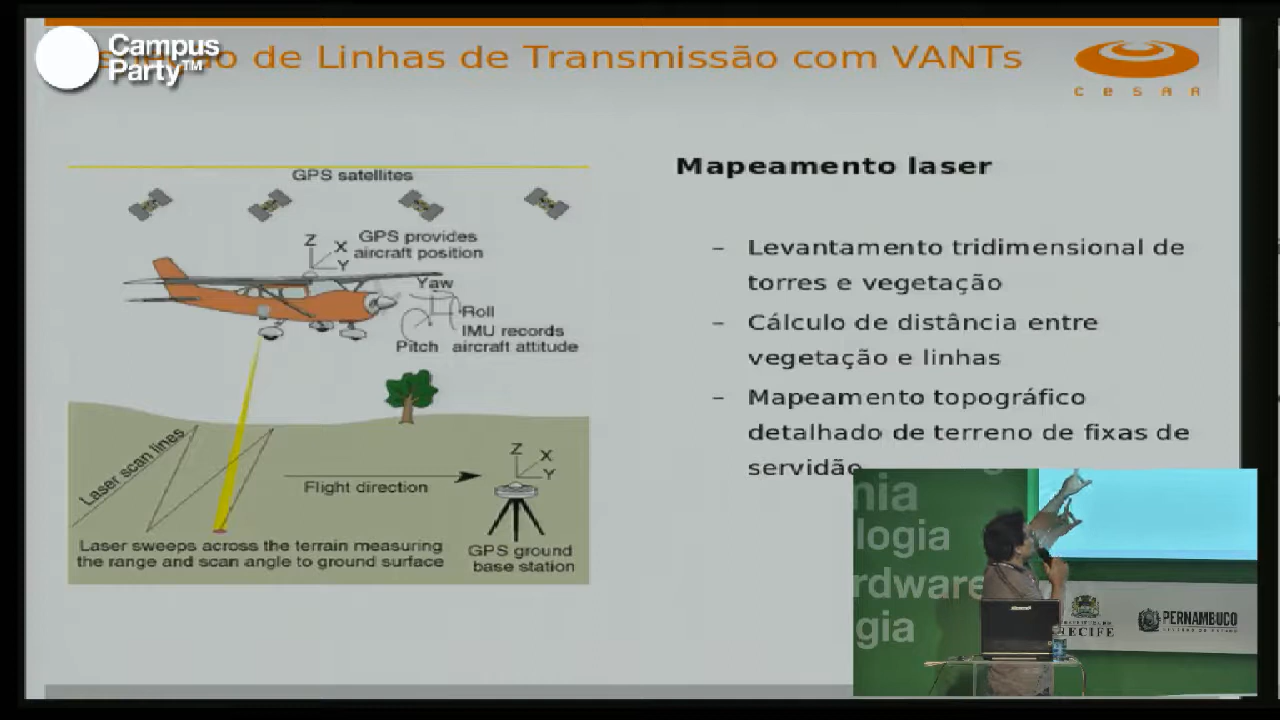 Campus
Party™
o de Linhas de Transmissão com VANTs
CESAR
GPS satellites
Z
X
Y
GPS provides
aircraft position
Yaw
Roll
IMU records
Pitch aircraft attitude
Laser scan lines
Flight direction
Z
X
Y
Laser sweeps across the terrain measuring
the range and scan angle to ground surface
GPS ground
base station
Mapeamento laser
– Levantamento tridimensional de
torres e vegetação
– Cálculo de distância entre
vegetação e linhas
– Mapeamento topográfico
detalhado de terreno de fixas de
servidão
mia
logia
rdware
gia
RECIFE
PERNAMBUCO